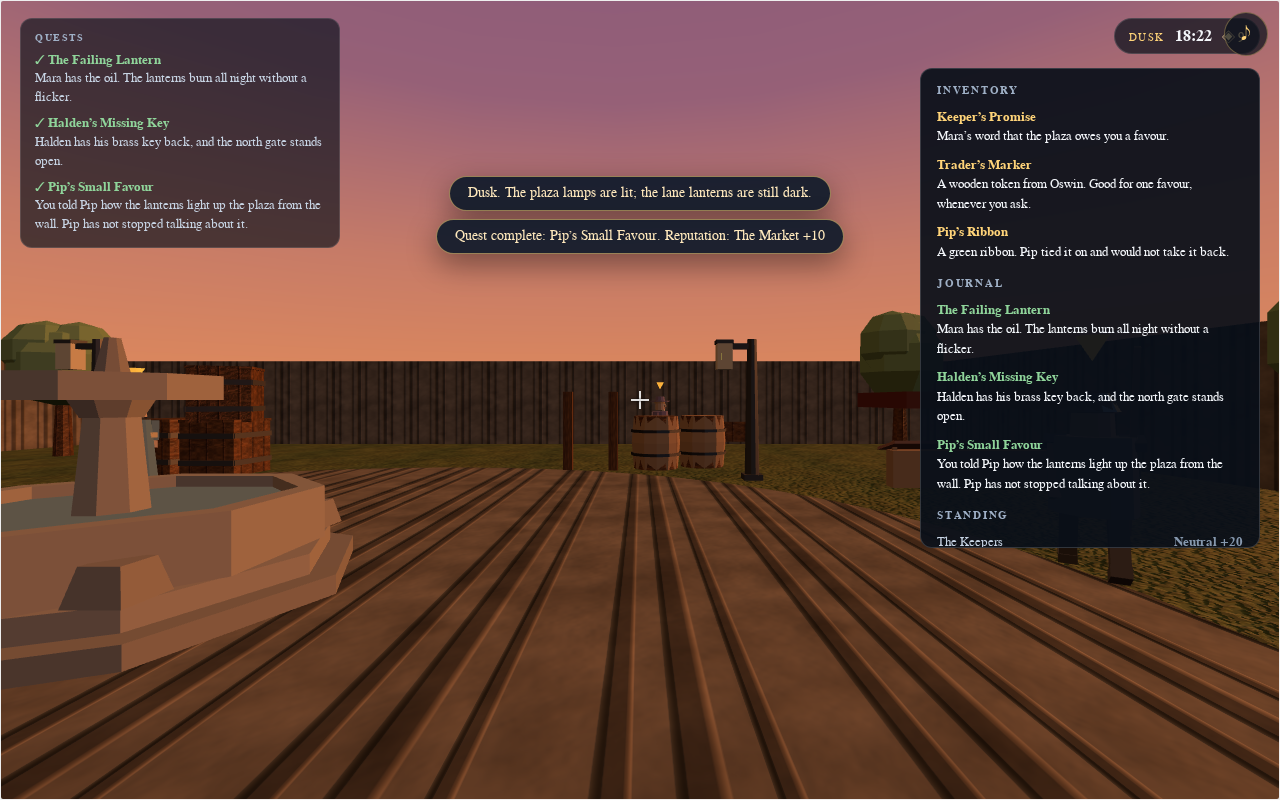 QUESTS
✓ The Failing Lantern
Mara has the oil. The lanterns burn all night without a
flicker.
✓ Halden's Missing Key
Halden has his brass key back, and the north gate stands
open.
✓ Pip's Small Favour
You told Pip how the lanterns light up the plaza from the
wall. Pip has not stopped talking about it.
Dusk. The plaza lamps are lit; the lane lanterns are still dark.
Quest complete: Pip's Small Favour. Reputation: The Market +10
DUSK 18:22
INVENTORY
Keeper's Promise
Mara's word that the plaza owes you a favour.
Trader's Marker
A wooden token from Oswin. Good for one favour,
whenever you ask.
Pip's Ribbon
A green ribbon. Pip tied it on and would not take it back.
JOURNAL
The Failing Lantern
Mara has the oil. The lanterns burn all night without a
flicker.
Halden's Missing Key
Halden has his brass key back, and the north gate stands
open.
Pip's Small Favour
You told Pip how the lanterns light up the plaza from the
wall. Pip has not stopped talking about it.
STANDING
The Keepers Neutral +20